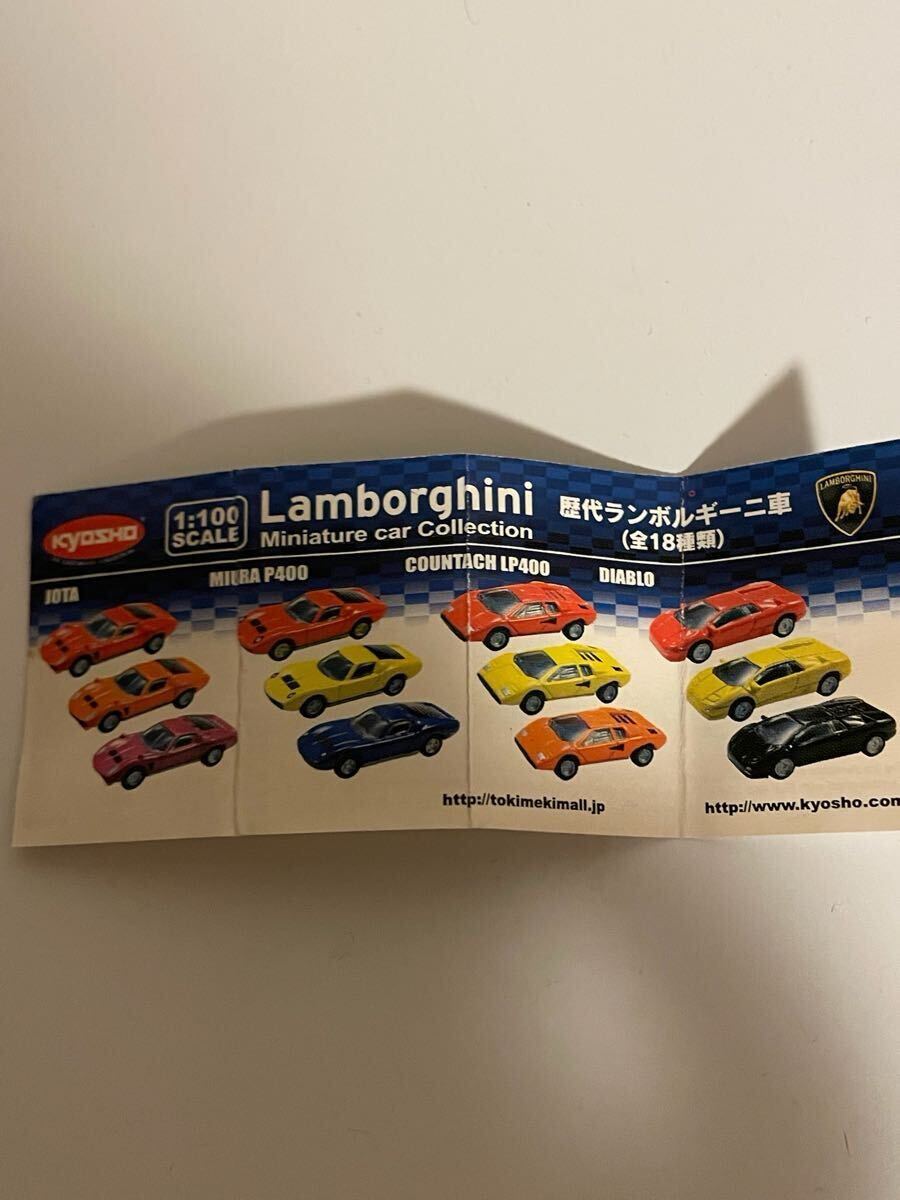 KYOSHO
1:100 SCALE
Lamborghini
Miniature car Collection
歴代ランボルギーニ車
(全18種類)
LAMBORGHINI
JOTA
MIURA P400
COUNTACH LP400
DIABLO
http://tokimekimall.jp
http://www.kyosho.com